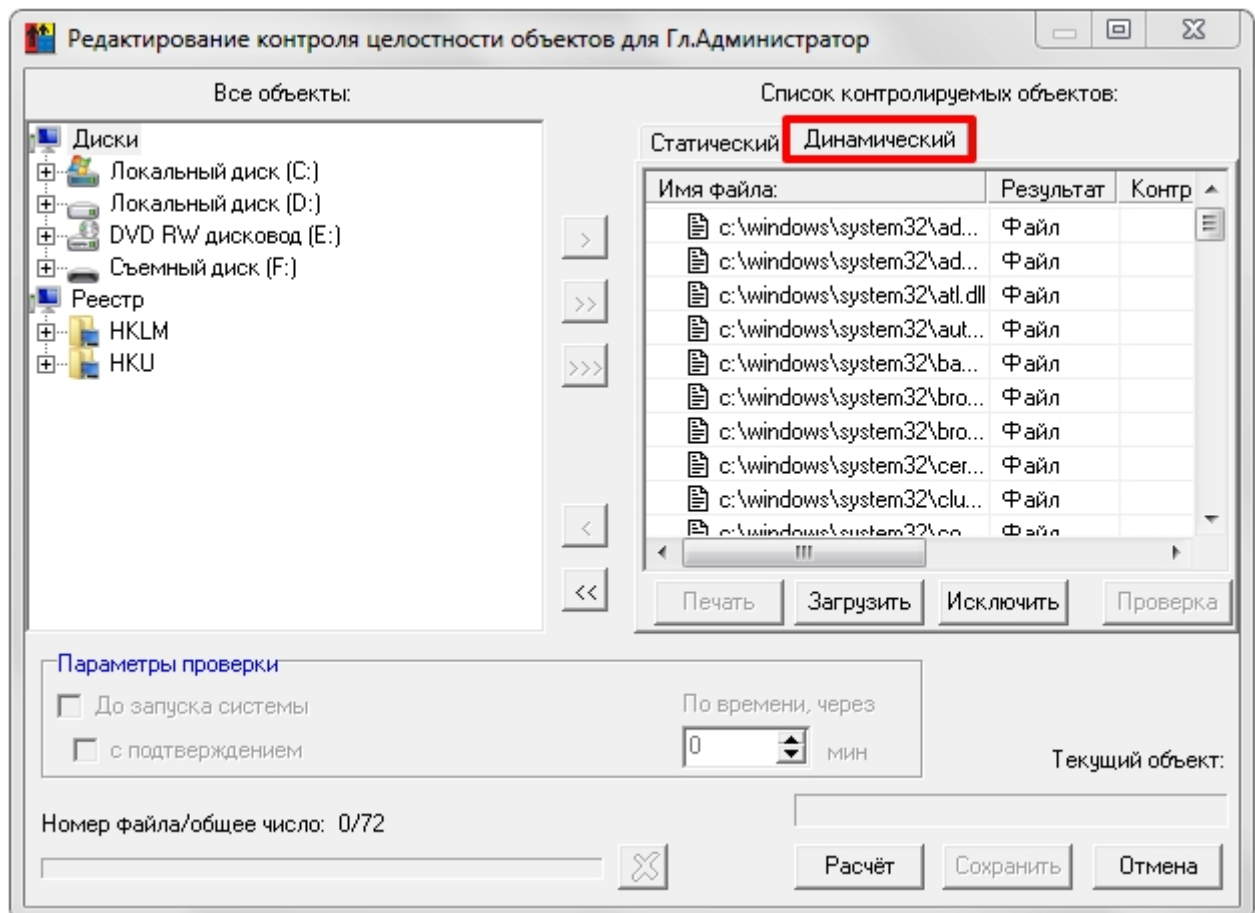 Редактирование контроля целостности объектов для Гл.Администратор
Все объекты:
Список контролируемых объектов:
Диски
Локальный диск (C:)
Локальный диск (D:)
DVD RW дисковод (E:)
Съемный диск (F:)
Реестр
HKLM
HKU
>
>>
>>>
<
<<
Статический Динамический
Имя файла: Результат Контр
c:\windows\system32\ad... Файл
c:\windows\system32\ad... Файл
c:\windows\system32\atl.dll Файл
c:\windows\system32\aut... Файл
c:\windows\system32\ba... Файл
c:\windows\system32\bro... Файл
c:\windows\system32\bro... Файл
c:\windows\system32\cer... Файл
c:\windows\system32\clu... Файл
c:\windows\system32\co... Файл
Печать Загрузить Исключить Проверка
Параметры проверки
До запуска системы
с подтверждением
По времени, через
0 мин
Текущий объект:
Номер файла/общее число: 0/72
Расчёт Сохранить Отмена